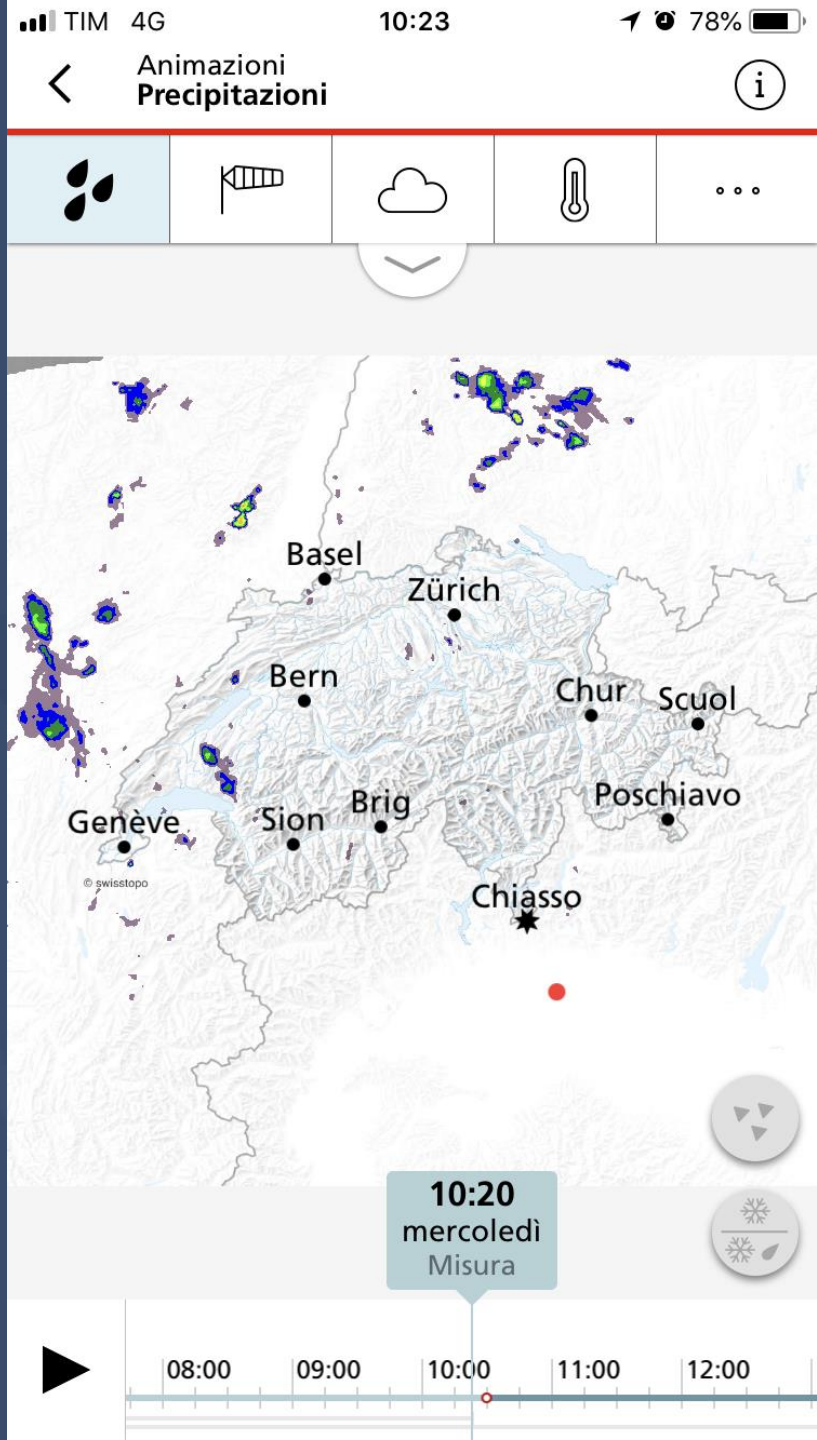 TIM 4G 10:23 78%
Animazioni
Precipitazioni
i
Basel
Zürich
Bern
Chur
Scuol
Poschiavo
Brig
Sion
Genève
© swisstopo
Chiasso
10:20
mercoledì
Misura
08:00 09:00 10:00 11:00 12:00